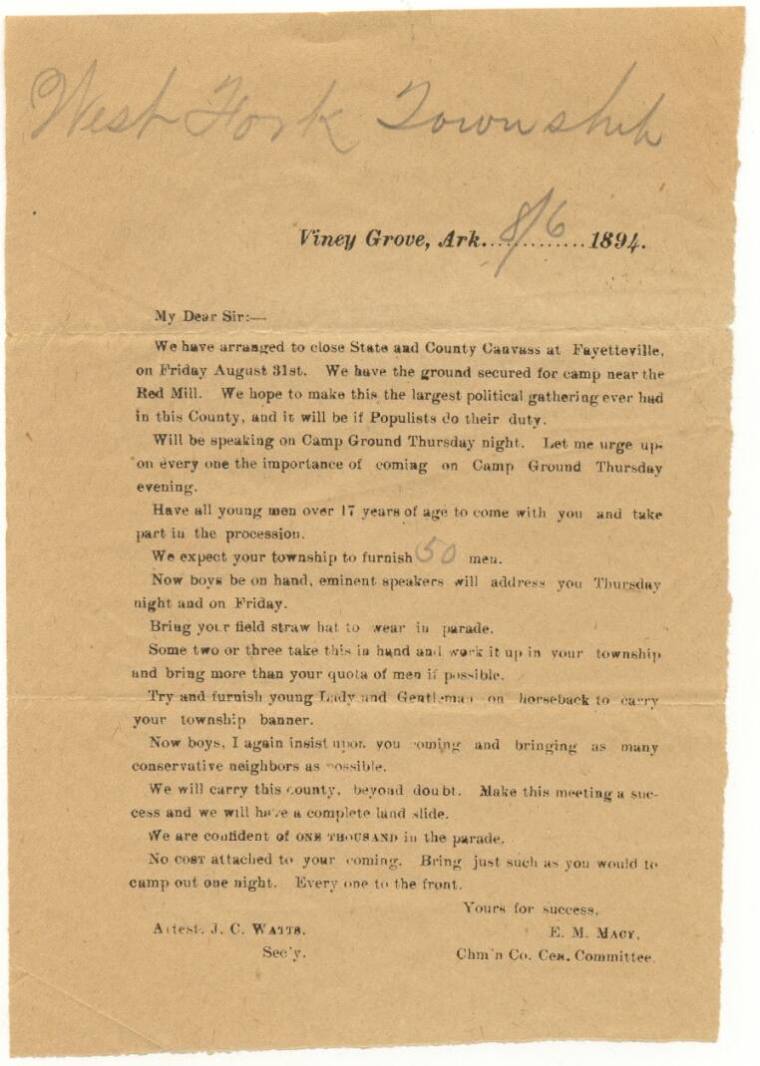 West Fork Township
Viney Grove, Ark. 8/6 1894.
My Dear Sir:—
We have arranged to close State and County Canvass at Fayetteville,
on Friday August 31st. We have the ground secured for camp near the
Red Mill. We hope to make this the largest political gathering ever had
in this County, and it will be if Populists do their duty.
Will be speaking on Camp Ground Thursday night. Let me urge up-
on every one the importance of coming on Camp Ground Thursday
evening.
Have all young men over 17 years of age to come with you and take
part in the procession.
We expect your township to furnish 50 men.
Now boys be on hand, eminent speakers will address you Thursday
night and on Friday.
Bring your field straw hat to wear in parade.
Some two or three take this in hand and work it up in your township
and bring more than your quota of men if possible.
Try and furnish young Lady and Gentleman on horseback to carry
your township banner.
Now boys, I again insist upon you coming and bringing as many
conservative neighbors as possible.
We will carry this county, beyond doubt. Make this meeting a suc-
cess and we will have a complete land slide.
We are confident of ONE THOUSAND in the parade.
No COST attached to your coming. Bring just such as you would to
camp out one night. Every one to the front.
Yours for success,
Attest. J. C. WATTS. E. M. MACY,
Sec'y. Chm'n Co. Cen. Committee.